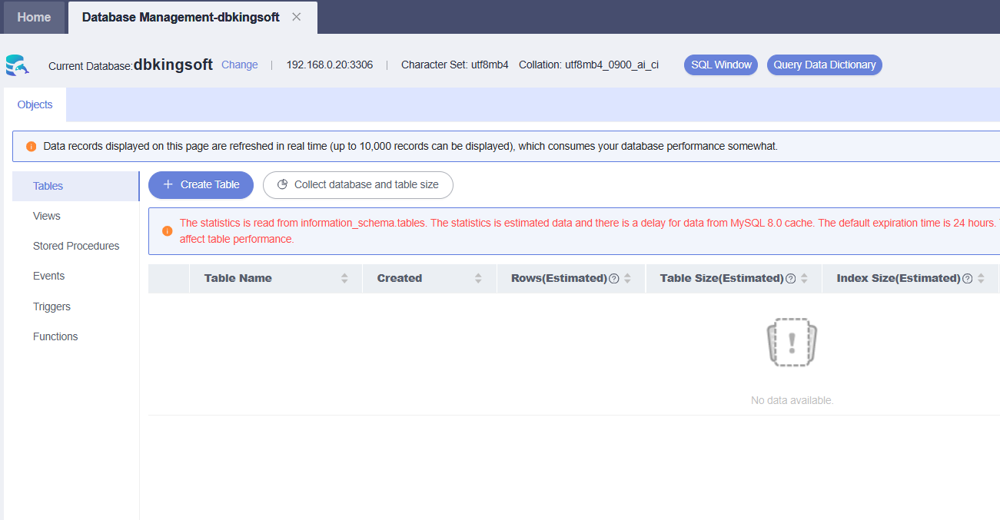 Home
Database Management-dbkingsoft
Current Database:dbkingsoft Change 192.168.0.20:3306 Character Set: utf8mb4 Collation: utf8mb4_0900_ai_ci SQL Window Query Data Dictionary
Objects
Data records displayed on this page are refreshed in real time (up to 10,000 records can be displayed), which consumes your database performance somewhat.
Tables
Views
Stored Procedures
Events
Triggers
Functions
Create Table Collect database and table size
The statistics is read from information_schema.tables. The statistics is estimated data and there is a delay for data from MySQL 8.0 cache. The default expiration time is 24 hours.
affect table performance.
Table Name Created Rows(Estimated) Table Size(Estimated) Index Size(Estimated)
No data available.